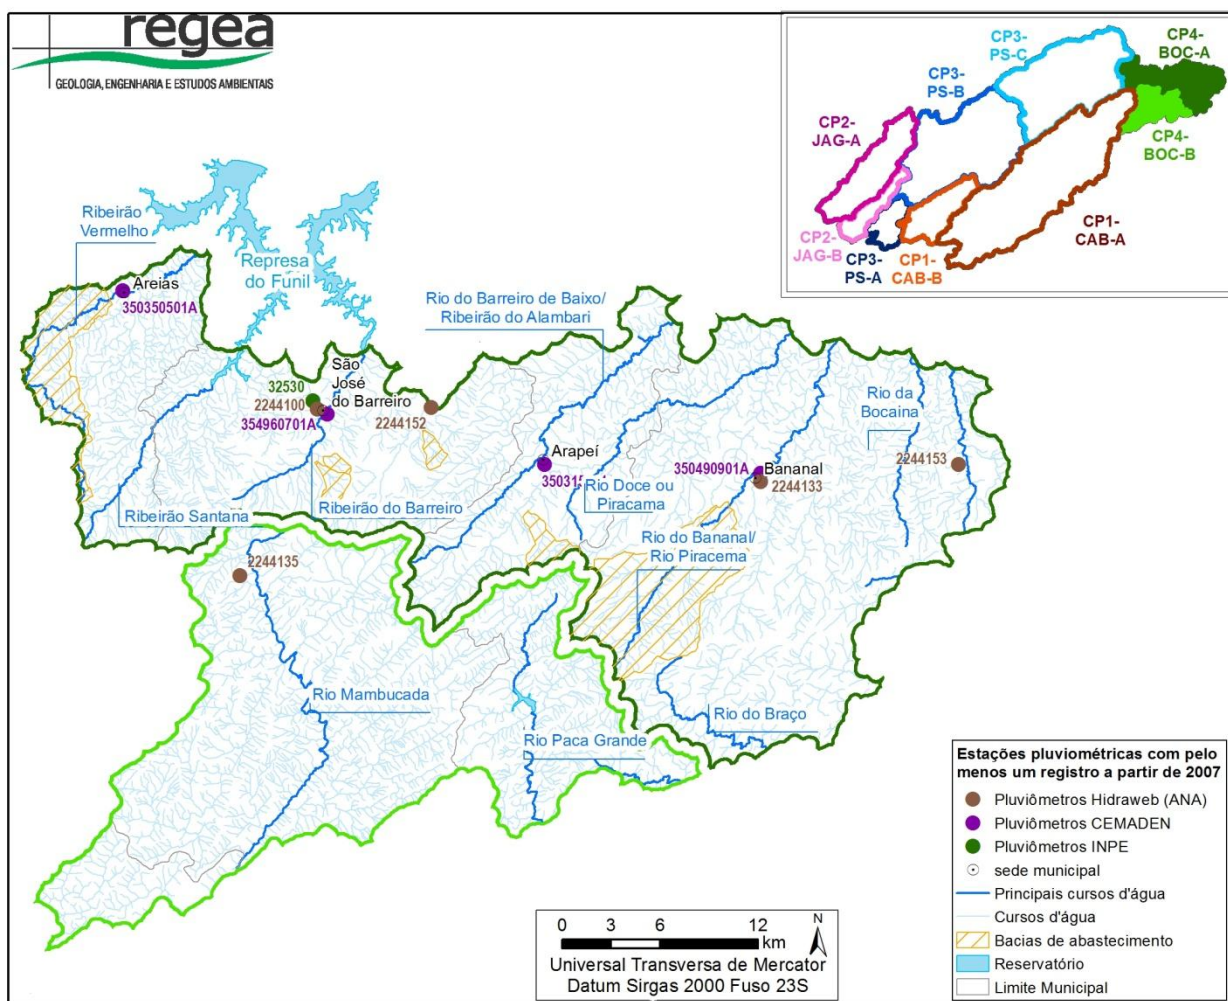 regea
GEOLOGIA, ENGENHARIA E ESTUDOS AMBIENTAIS
CP3-
PS-C
CP4-
BOC-A
CP3-
PS-B
CP2-
JAG-A
CP4-
BOC-B
CP1-
CAB-A
CP2-
JAG-B
CP3-
PS-A
CP1-
CAB-B
Ribeirão
Vermelho
Represa
do Funil
Areias
350350501A
Rio do Barreiro de Baixo/
Ribeirão do Alambari
São
José
do Barreiro
32530
2244100
354960701A
2244152
Rio da
Bocaina
Arapeí
Rio Doce ou
Piracama
350490901A
Bananal
2244133
2244153
Ribeirão Santana
Ribeirão do Barreiro
Rio do Bananal/
Rio Piracema
2244135
Rio Mambucada
Rio do Braço
Rio Paca Grande
0 3 6 12
km
N
Universal Transversa de Mercator
Datum Sirgas 2000 Fuso 23S
Estações pluviométricas com pelo
menos um registro a partir de 2007
Pluviômetros Hidraweb (ANA)
Pluviômetros CEMADEN
Pluviômetros INPE
sede municipal
Principais cursos d'água
Cursos d'água
Bacias de abastecimento
Reservatório
Limite Municipal